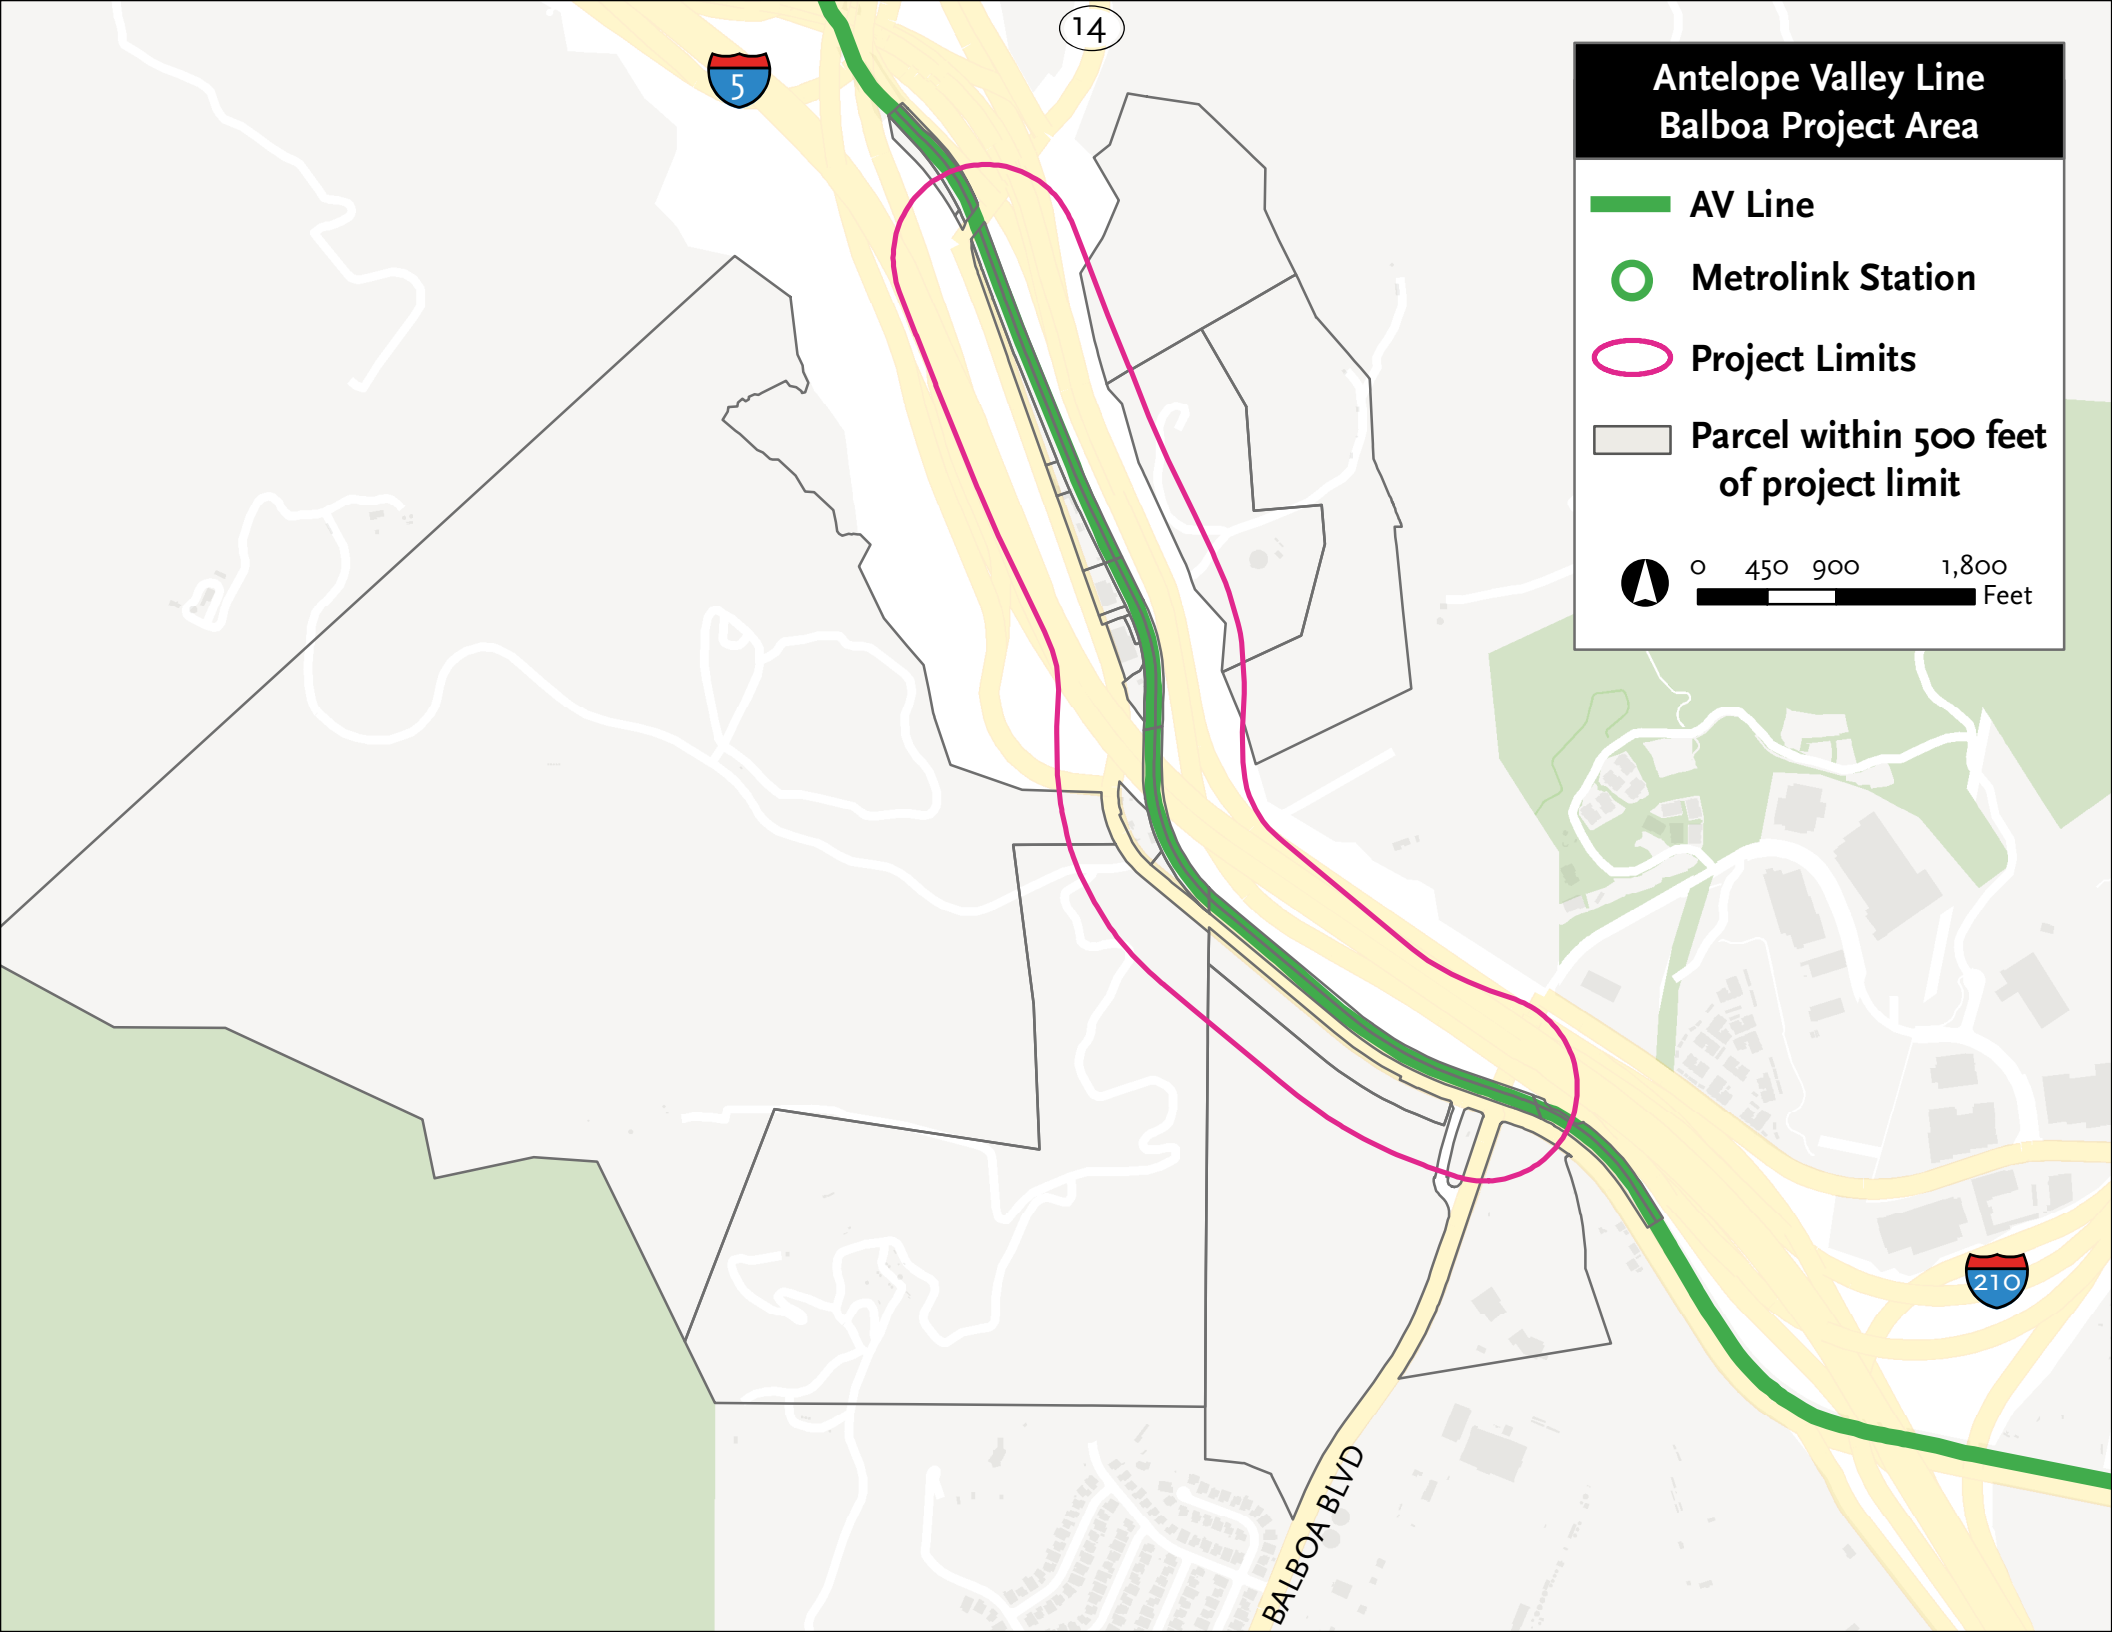 14
5
Antelope Valley Line
Balboa Project Area
AV Line
Metrolink Station
Project Limits
Parcel within 500 feet
of project limit
0 450 900 1,800
Feet
210
BALBOA BLVD